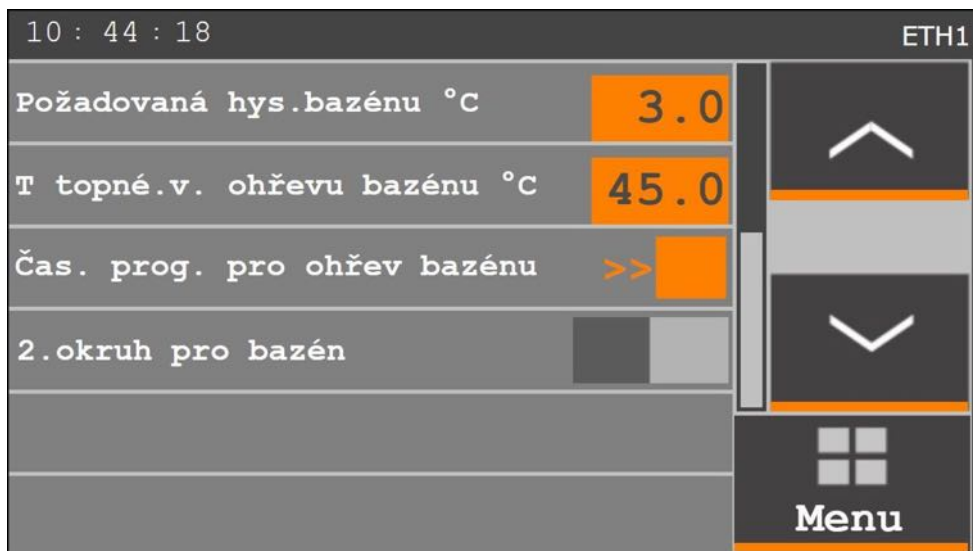 10 : 44 : 18 ETH1
Požadovaná hys.bazénu °C 3.0
T topné.v. ohřevu bazénu °C 45.0
Čas. prog. pro ohřev bazénu >>
2.okruh pro bazén
Menu